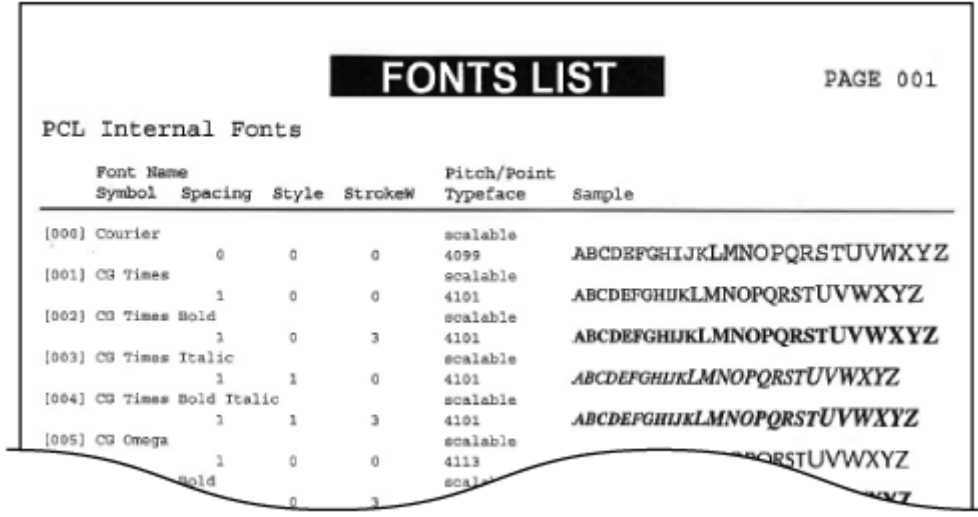 FONTS LIST
PAGE 001
PCL Internal Fonts
Font Name Pitch/Point
Symbol Spacing Style StrokeW Typeface Sample
[000] Courier scalable
0 0 0 4099 ABCDEFGHIJKLMNOPQRSTUVWXYZ
[001] CG Times scalable
1 0 0 4101 ABCDEFGHIJKLMNOPQRSTUVWXYZ
[002] CG Times Bold scalable
1 0 3 4101 ABCDEFGHIJKLMNOPQRSTUVWXYZ
[003] CG Times Italic scalable
1 1 0 4101 ABCDEFGHIJKLMNOPQRSTUVWXYZ
[004] CG Times Bold Italic scalable
1 1 3 4101 ABCDEFGHIJKLMNOPQRSTUVWXYZ
[005] CG Omega scalable
1 0 0 4113 OPQRSTUVWXYZ
Bold
0 3